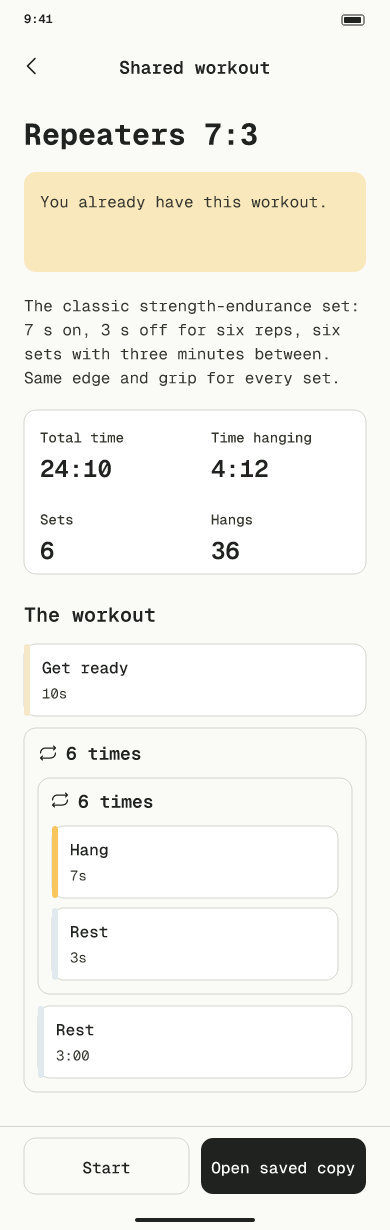 9:41
Shared workout
Repeaters 7:3
You already have this workout.
The classic strength-endurance set:
7 s on, 3 s off for six reps, six
sets with three minutes between.
Same edge and grip for every set.
Total time
Time hanging
24:10
4:12
Sets
Hangs
6
36
The workout
Get ready
10s
6 times
6 times
Hang
7s
Rest
3s
Rest
3:00
Start
Open saved copy